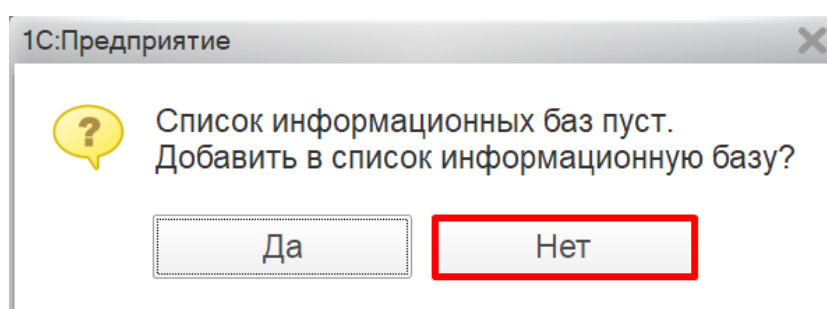 1С:Предприятие
?
Список информационных баз пуст.
Добавить в список информационную базу?
Да
Нет